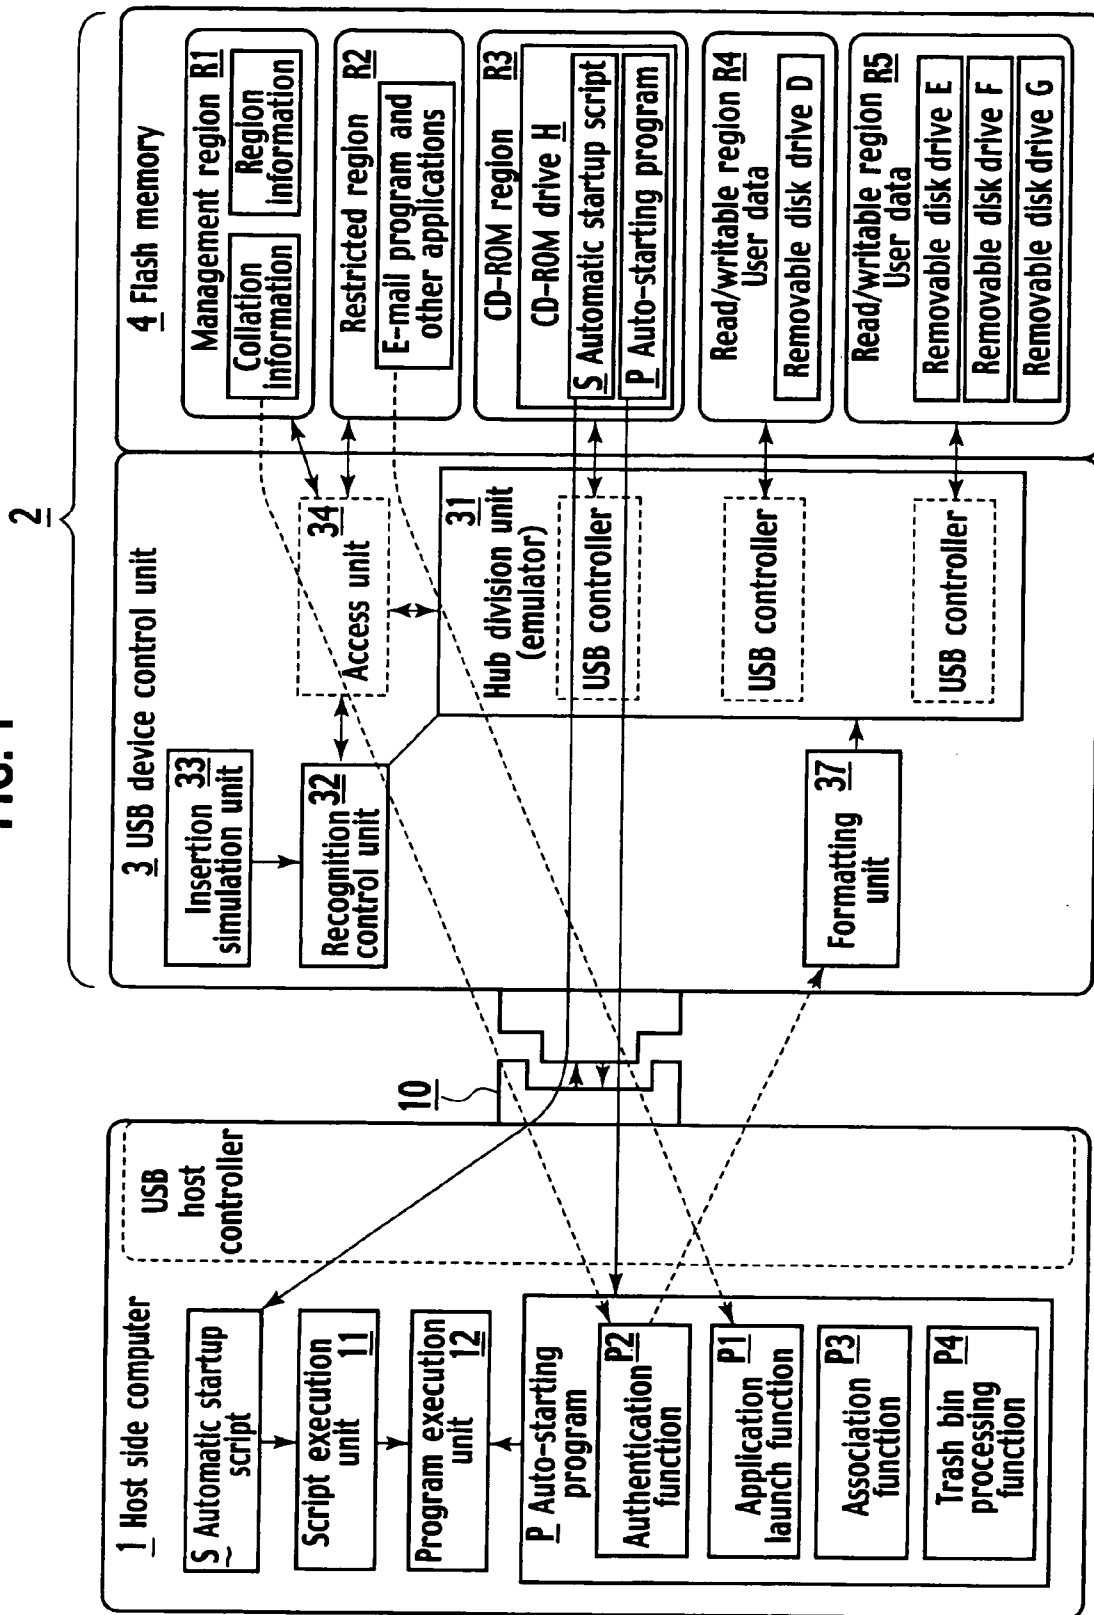 FIG. 1
2
1 Host side computer
S Automatic startup
script
Script execution
unit 11
Program execution
unit 12
P Auto-starting
program
Authentication P2
function
Application P1
launch function
Association P3
function
Trash bin P4
processing
function
USB
host
controller
10
3 USB device control unit
Insertion 33
simulation unit
Recognition 32
control unit
34
Access unit
31
Hub division unit
(emulator)
USB controller
USB controller
USB controller
37
Formatting
unit
4 Flash memory
Management region R1
Collation
information
Region
information
Restricted region R2
E-mail program and
other applications
CD-ROM region R3
CD-ROM drive H
S Automatic startup script
P Auto-starting program
Read/writable region R4
User data
Removable disk drive D
Read/writable region R5
User data
Removable disk drive E
Removable disk drive F
Removable disk drive G